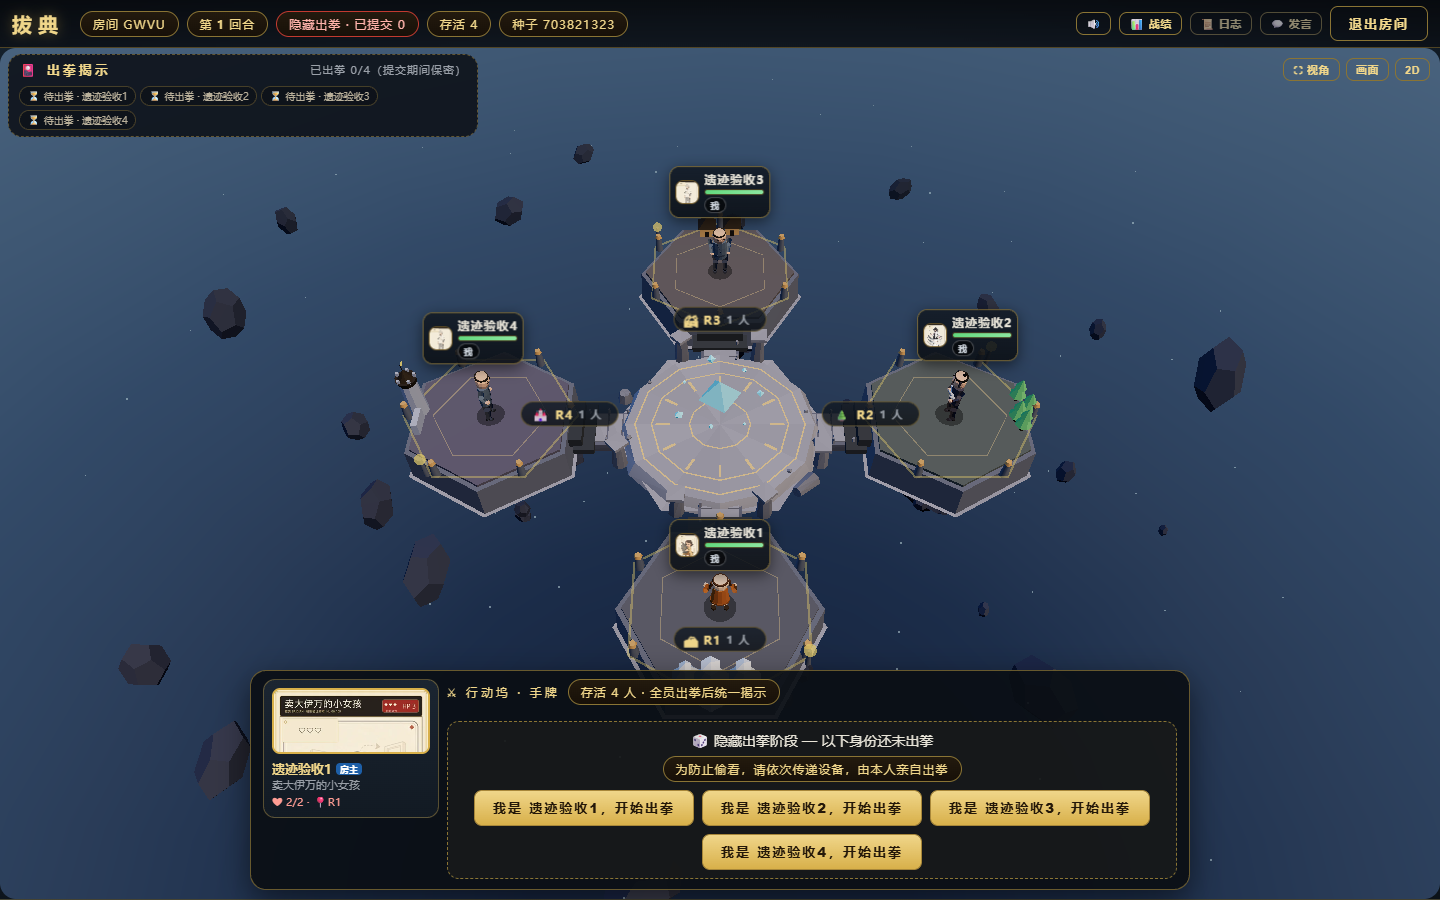 拔典
房间 GWVU
第 1 回合
隐藏出拳 · 已提交 0
存活 4
种子 703821323
战绩
日志
发言
退出房间
出拳揭示
已出拳 0/4（提交期间保密）
待出拳 · 遗迹验收1
待出拳 · 遗迹验收2
待出拳 · 遗迹验收3
待出拳 · 遗迹验收4
视角
画面
2D
遗迹验收3
我
R3 1 人
遗迹验收4
我
遗迹验收2
我
R4 1 人
R2 1 人
遗迹验收1
我
R1 1 人
卖大伊万的小女孩
遗迹验收1 房主
卖大伊万的小女孩
2/2 · R1
行动坞 · 手牌
存活 4 人 · 全员出拳后统一揭示
隐藏出拳阶段 — 以下身份还未出拳
为防止偷看，请依次传递设备，由本人亲自出拳
我是 遗迹验收1，开始出拳
我是 遗迹验收2，开始出拳
我是 遗迹验收3，开始出拳
我是 遗迹验收4，开始出拳